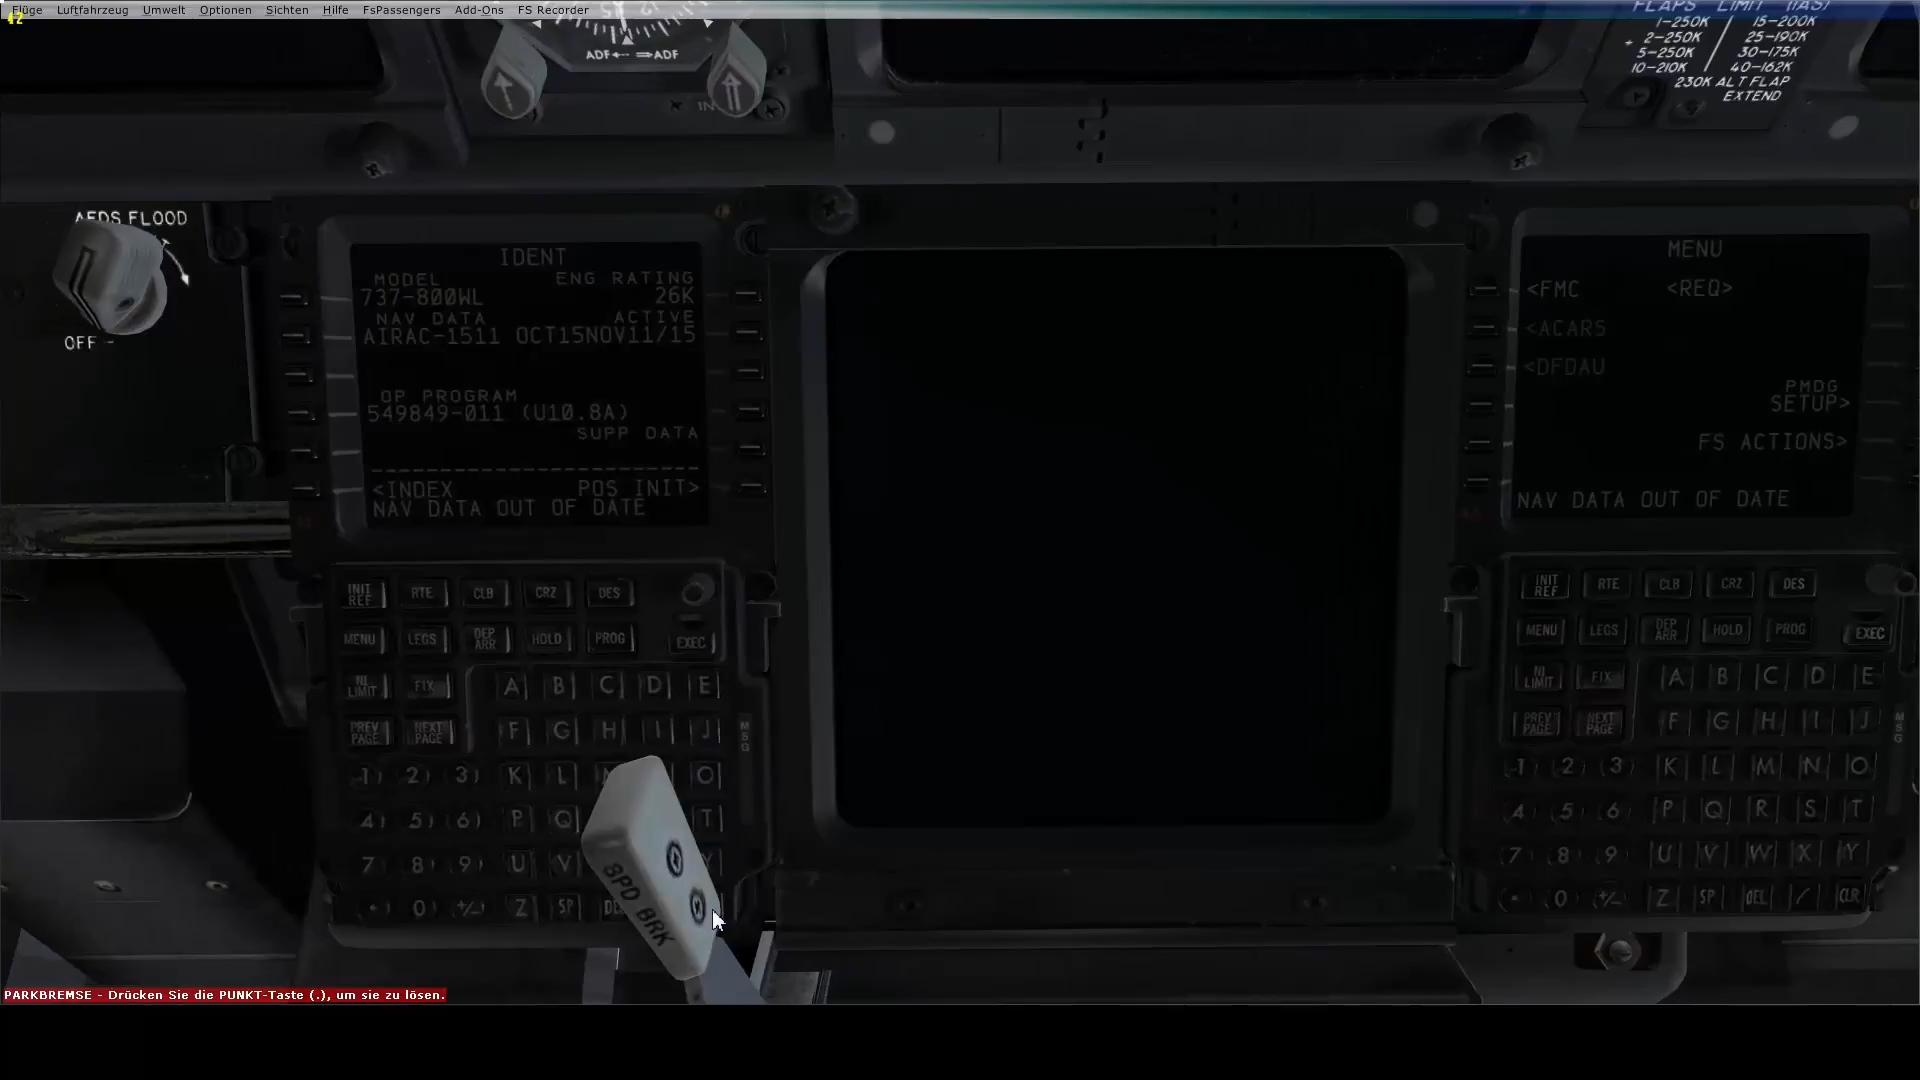 Flüge Luftfahrzeug Umwelt Optionen Sichten Hilfe FsPassengers Add-Ons FS Recorder
42
ADF ADF
FLAPS LIMIT (IAS)
1-250K 15-200K
2-250K 25-190K
5-250K 30-175K
10-210K 40-162K
230K ALT FLAP
EXTEND
AFDS FLOOD
OFF
IDENT
MODEL ENG RATING
737-800WL 26K
NAV DATA ACTIVE
AIRAC-1511 OCT15NOV11/15
OP PROGRAM
549849-011 (U10.8A)
SUPP DATA
<INDEX POS INIT>
NAV DATA OUT OF DATE
MENU
<FMC <REQ>
<ACARS
<DFDAU
PMDG
SETUP>
FS ACTIONS>
NAV DATA OUT OF DATE
INIT REF RTE CLB CRZ DES
MENU LEGS DEP ARR HOLD PROG EXEC
N1 LIMIT FIX A B C D E
PREV PAGE NEXT PAGE F G H I J
1 2 3 K L O
4 5 6 P Q T
7 8 9 U V Y
. 0 +/- Z SP
MSG
SPD BRK
INIT REF RTE CLB CRZ DES
MENU LEGS DEP ARR HOLD PROG EXEC
N1 LIMIT FIX A B C D E
PREV PAGE NEXT PAGE F G H I J
1 2 3 K L M N O
4 5 6 P Q R S T
7 8 9 U V W X Y
. 0 +/- Z SP DEL / CLR
MSG
PARKBREMSE - Drücken Sie die PUNKT-Taste (.), um sie zu lösen.